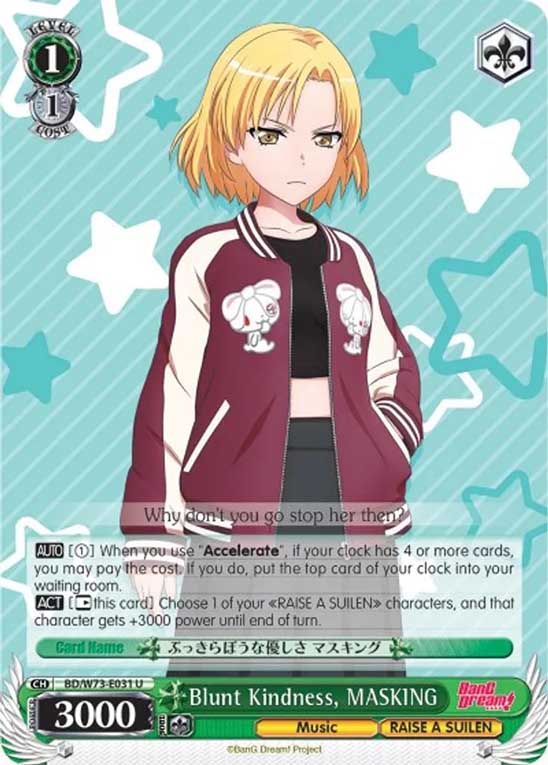 LEVEL
1
1
COST
Why don't you go stop her then?
AUTO [①] When you use "Accelerate", if your clock has 4 or more cards,
you may pay the cost. If you do, put the top card of your clock into your
waiting room.
ACT [this card] Choose 1 of your «RAISE A SUILEN» characters, and that
character gets +3000 power until end of turn.
Card Name ぶっきらぼうな優しさ マスキング
CH BD/W73-E031 U
Blunt Kindness, MASKING
BanG Dream!
POWER 3000 SOUL
Music RAISE A SUILEN
©BanG Dream! Project